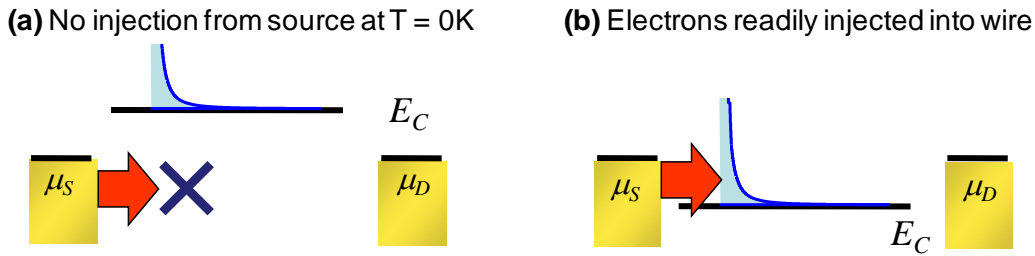 (a) No injection from source at T = 0K
(b) Electrons readily injected into wire
E_C
μ_S
μ_D
μ_S
μ_D
E_C